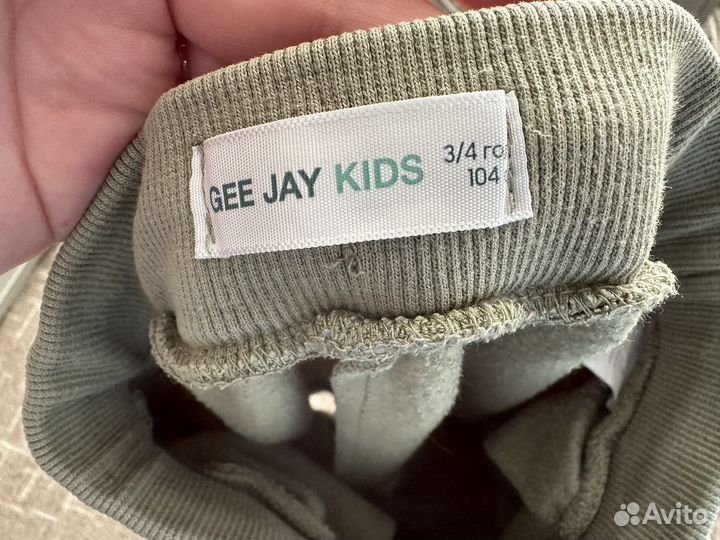 GEE JAY KIDS
3/4 го
104
Avito